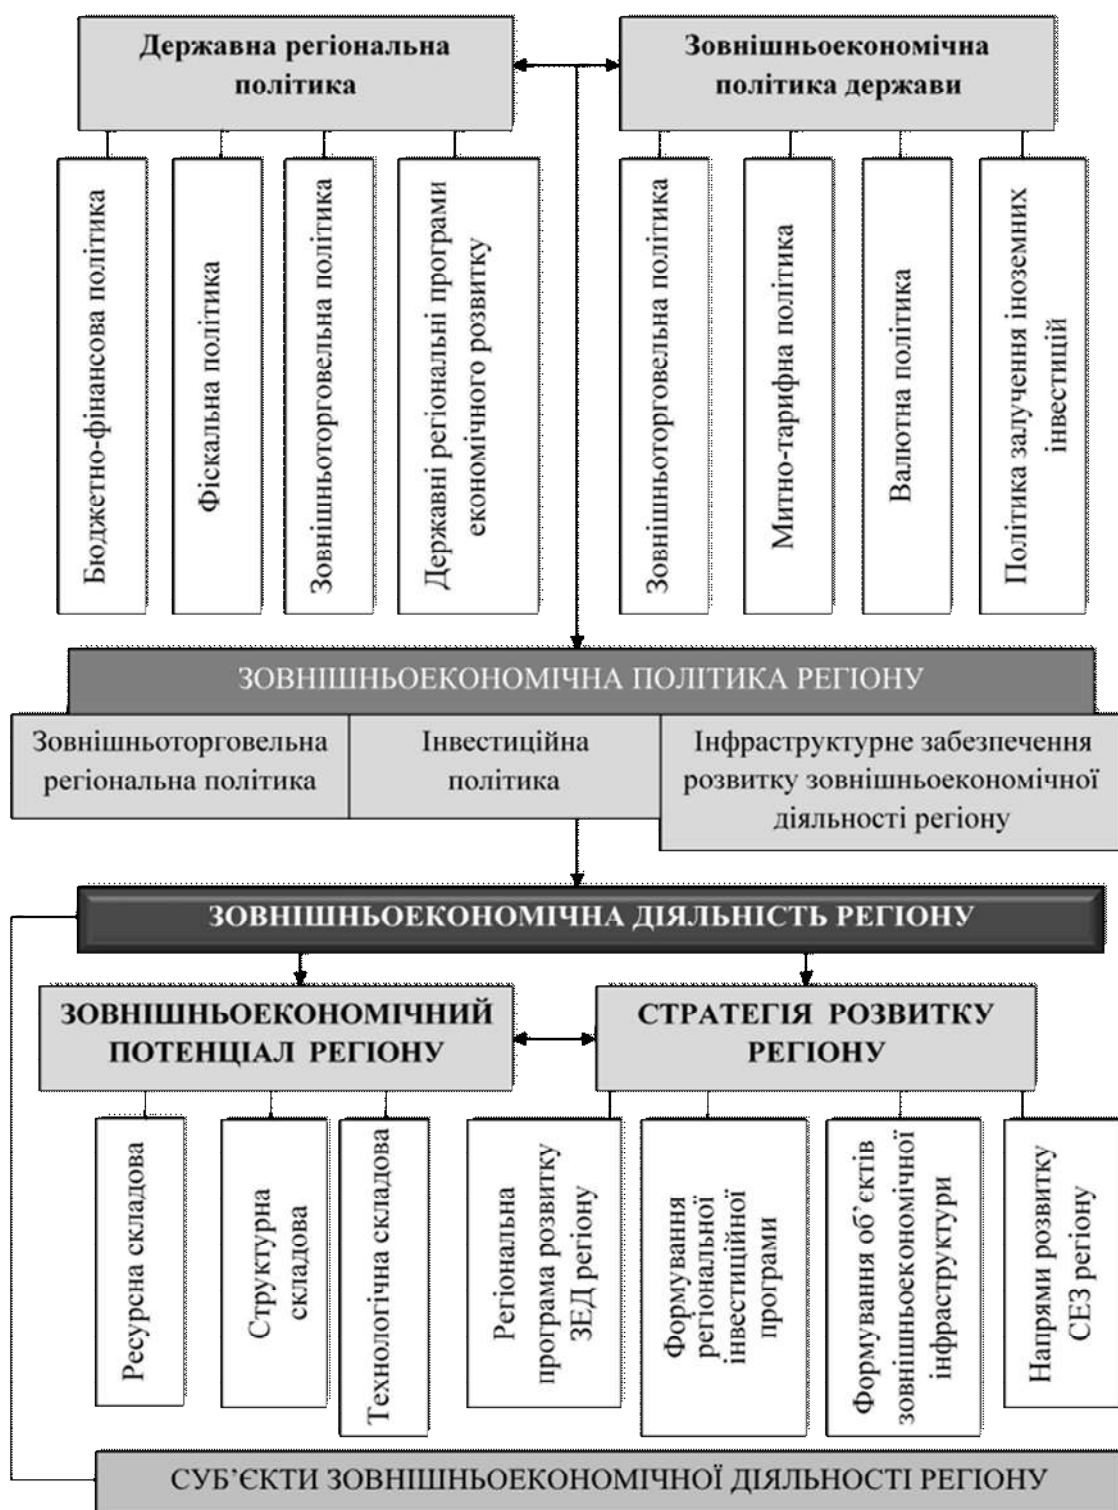 Державна регіональна
політика
Зовнішньоекономічна
політика держави
Бюджетно-фінансова політика
Фіскальна політика
Зовнішньоторговельна політика
Державні регіональні програми
економічного розвитку
Зовнішньоторговельна політика
Митно-тарифна політика
Валютна політика
Політика залучення іноземних
інвестицій
ЗОВНІШНЬОЕКОНОМІЧНА ПОЛІТИКА РЕГІОНУ
Зовнішньоторговельна
регіональна політика
Інвестиційна
політика
Інфраструктурне забезпечення
розвитку зовнішньоекономічної
діяльності регіону
ЗОВНІШНЬОЕКОНОМІЧНА ДІЯЛЬНІСТЬ РЕГІОНУ
ЗОВНІШНЬОЕКОНОМІЧНИЙ
ПОТЕНЦІАЛ РЕГІОНУ
СТРАТЕГІЯ РОЗВИТКУ
РЕГІОНУ
Ресурсна складова
Структурна
складова
Технологічна складова
Регіональна
програма розвитку
ЗЕД регіону
Формування
регіональної
інвестиційної
програми
Формування об`єктів
зовнішньоекономічної
інфраструктури
Напрями розвитку
СЕЗ регіону
СУБ’ЄКТИ ЗОВНІШНЬОЕКОНОМІЧНОЇ ДІЯЛЬНОСТІ РЕГІОНУ